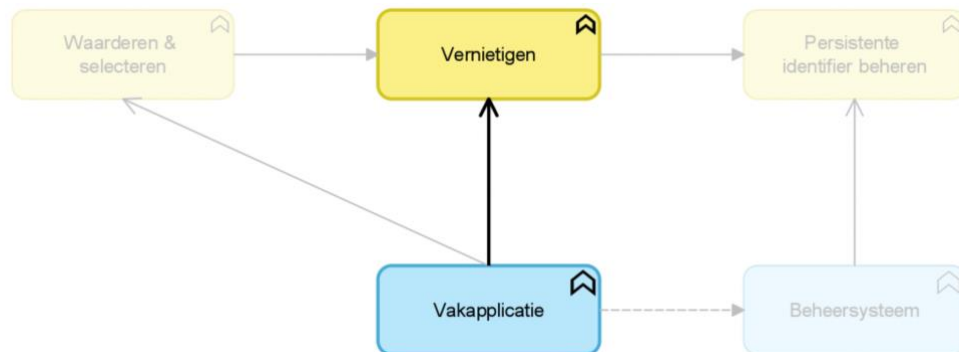 Waarderen &
selecteren
Vernietigen
Persistente
identifier beheren
Vakapplicatie
Beheersysteem